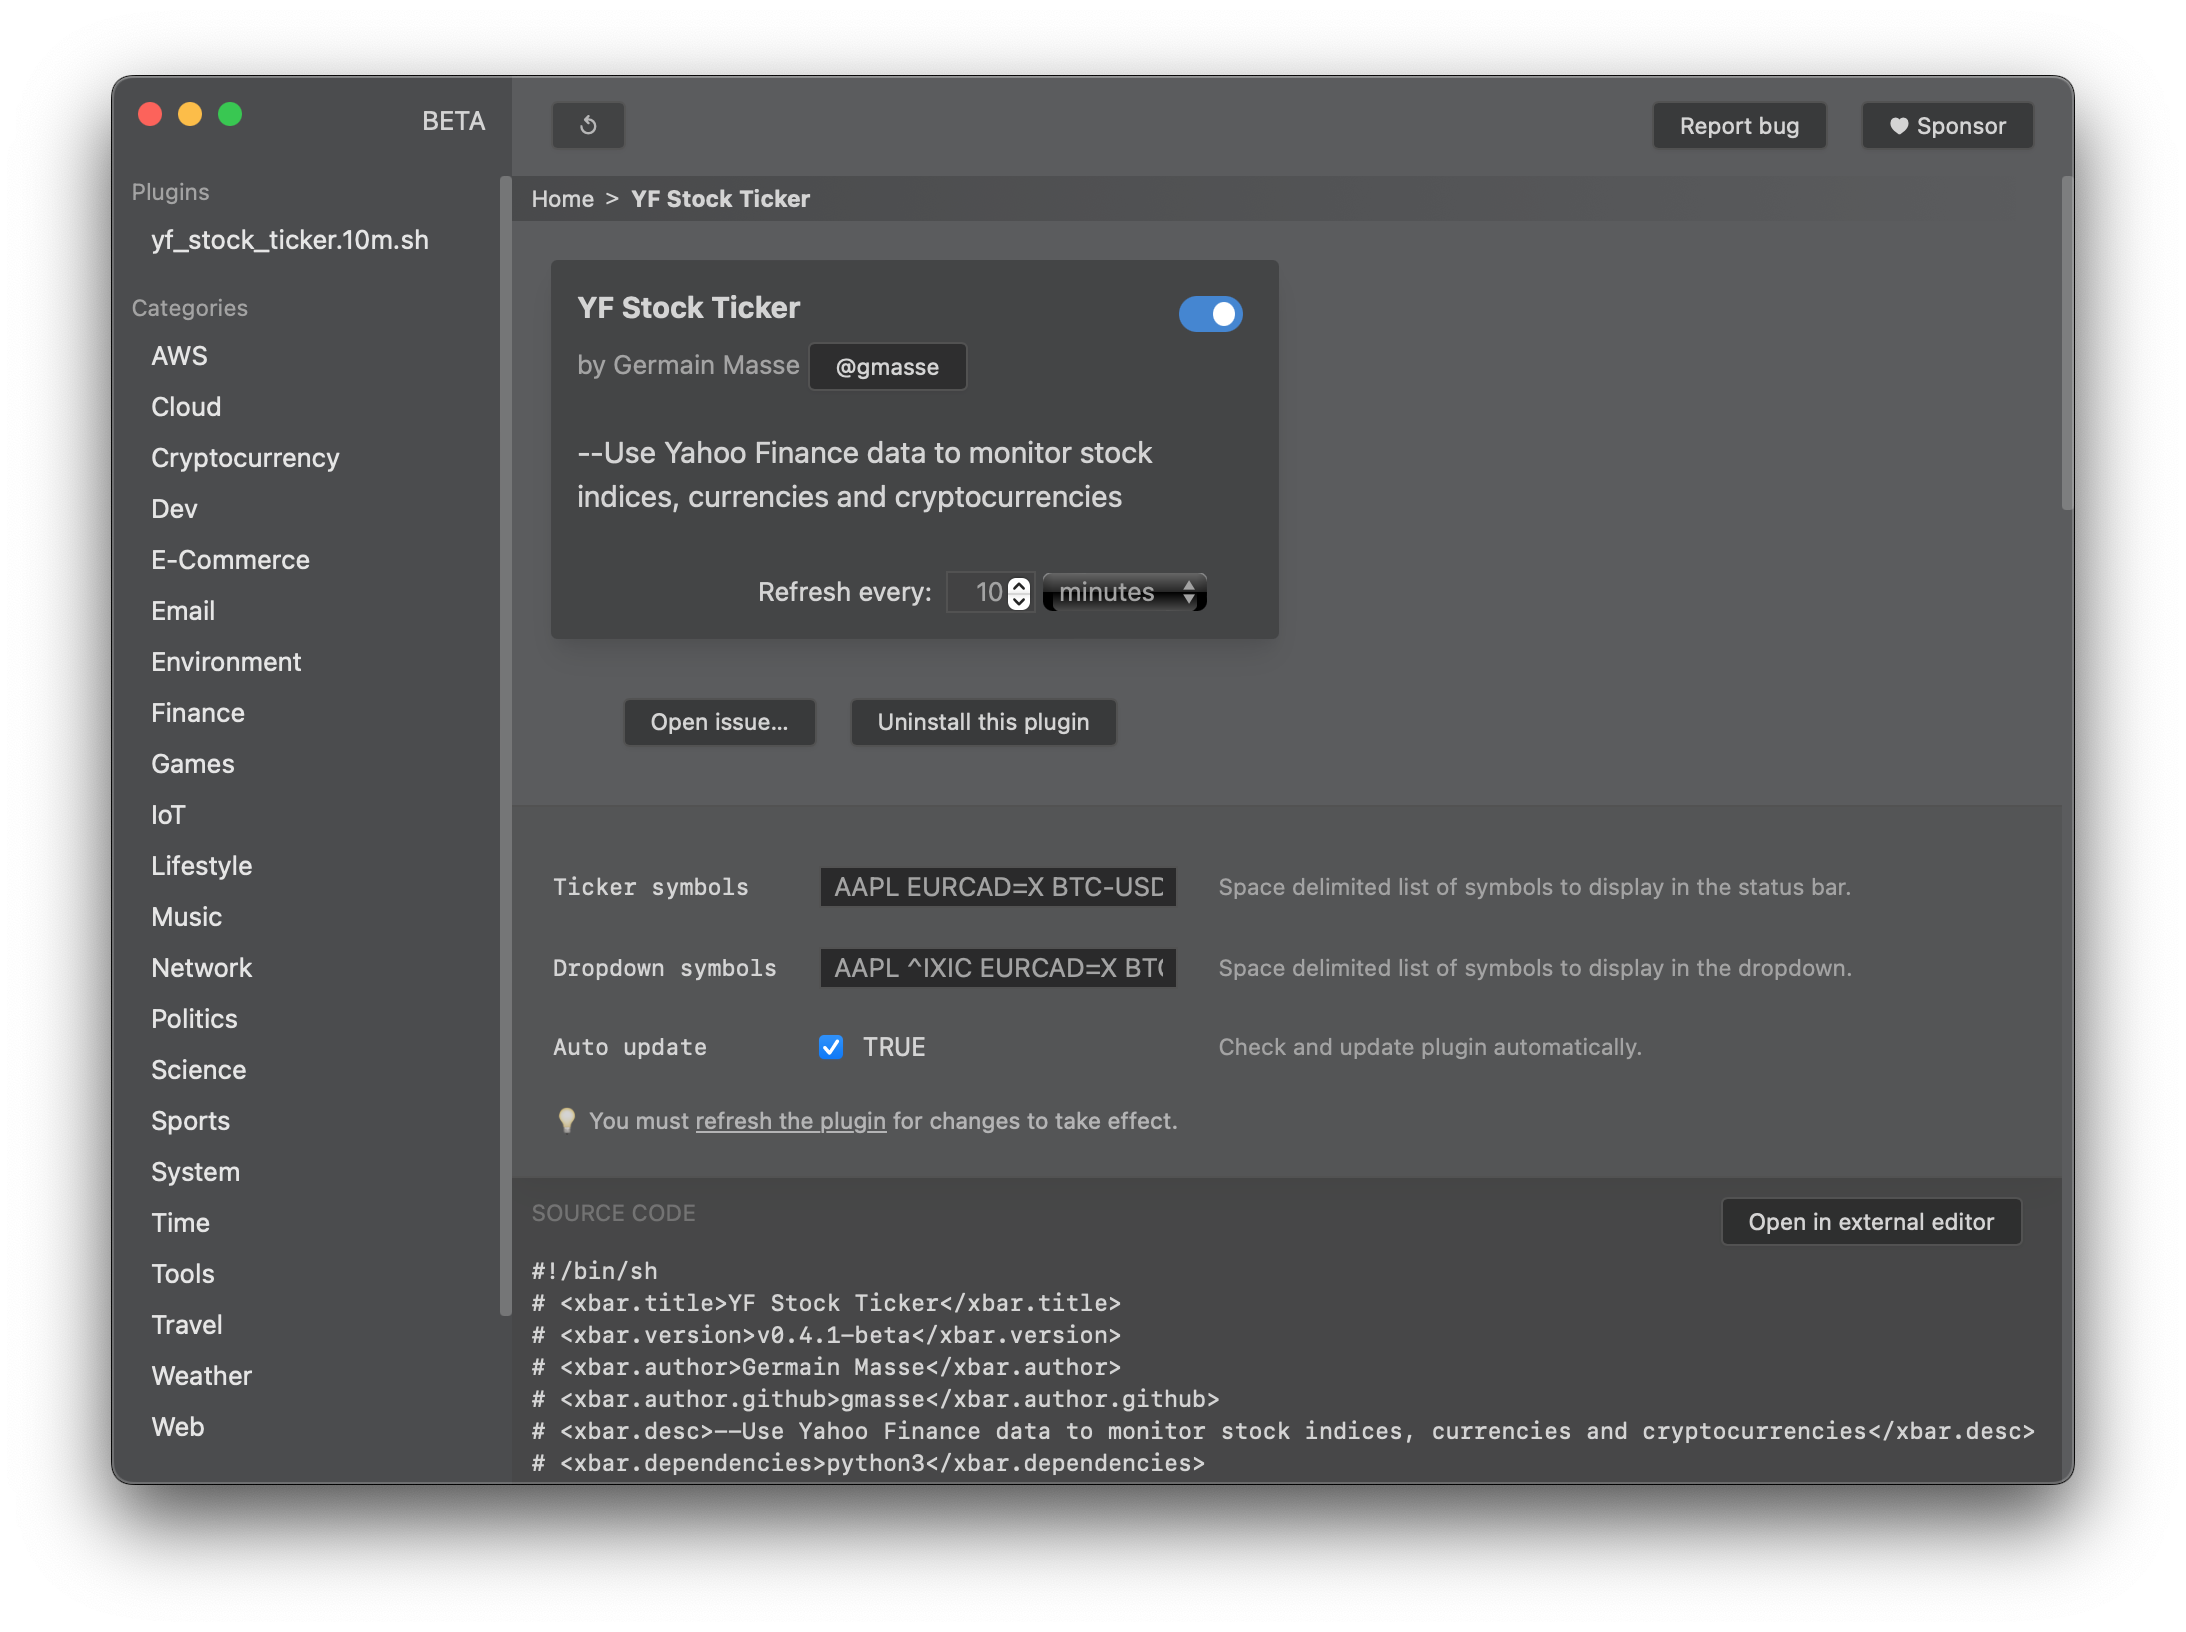 BETA
Report bug
Sponsor
Plugins
yf_stock_ticker.10m.sh
Categories
AWS
Cloud
Cryptocurrency
Dev
E-Commerce
Email
Environment
Finance
Games
IoT
Lifestyle
Music
Network
Politics
Science
Sports
System
Time
Tools
Travel
Weather
Web
Home > YF Stock Ticker
YF Stock Ticker
by Germain Masse @gmasse
--Use Yahoo Finance data to monitor stock
indices, currencies and cryptocurrencies
Refresh every: 10 minutes
Open issue...
Uninstall this plugin
Ticker symbols AAPL EURCAD=X BTC-USD Space delimited list of symbols to display in the status bar.
Dropdown symbols AAPL ^IXIC EURCAD=X Space delimited list of symbols to display in the dropdown.
Auto update TRUE Check and update plugin automatically.
You must refresh the plugin for changes to take effect.
SOURCE CODE
Open in external editor
#!/bin/sh
# <xbar.title>YF Stock Ticker</xbar.title>
# <xbar.version>v0.4.1-beta</xbar.version>
# <xbar.author>Germain Masse</xbar.author>
# <xbar.author.github>gmasse</xbar.author.github>
# <xbar.desc>--Use Yahoo Finance data to monitor stock indices, currencies and cryptocurrencies</xbar.desc>
# <xbar.dependencies>python3</xbar.dependencies>